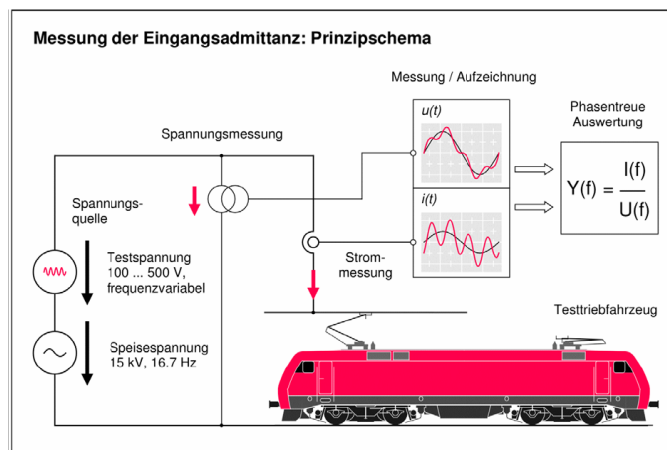 Messung der Eingangsadmittanz: Prinzipschema
Messung / Aufzeichnung
u(t)
Phasentreue
Auswertung
Spannungsmessung
Y(f) = I(f)
U(f)
i(t)
Spannungs-
quelle
Strom-
messung
Testspannung
100 ... 500 V,
frequenzvariabel
Testtriebfahrzeug
Speisespannung
15 kV, 16.7 Hz